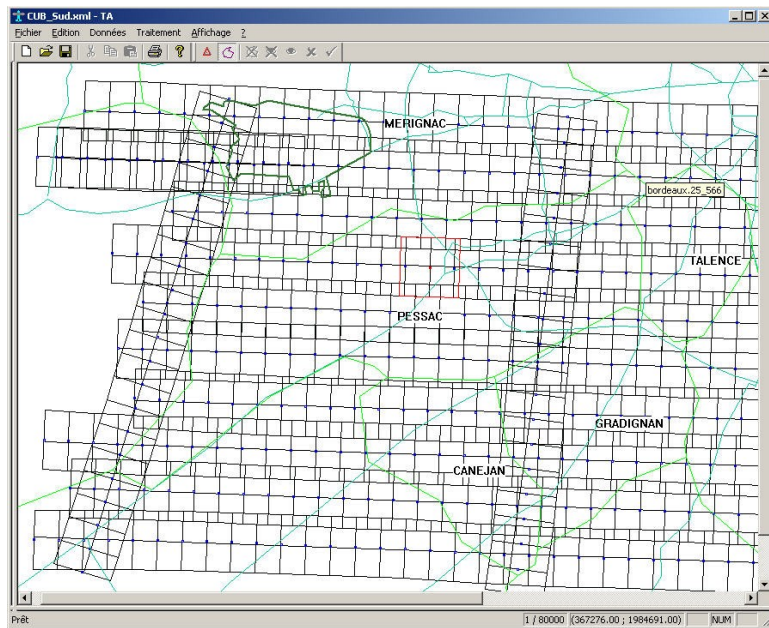 CUB_Sud.xml - TA
Fichier Edition Données Traitement Affichage ?
MERIGNAC
bordeaux.25_566
TALENCE
PESSAC
GRADIGNAN
CANEJAN
Prêt 1 / 80000 (367276.00 ; 1984691.00) NUM